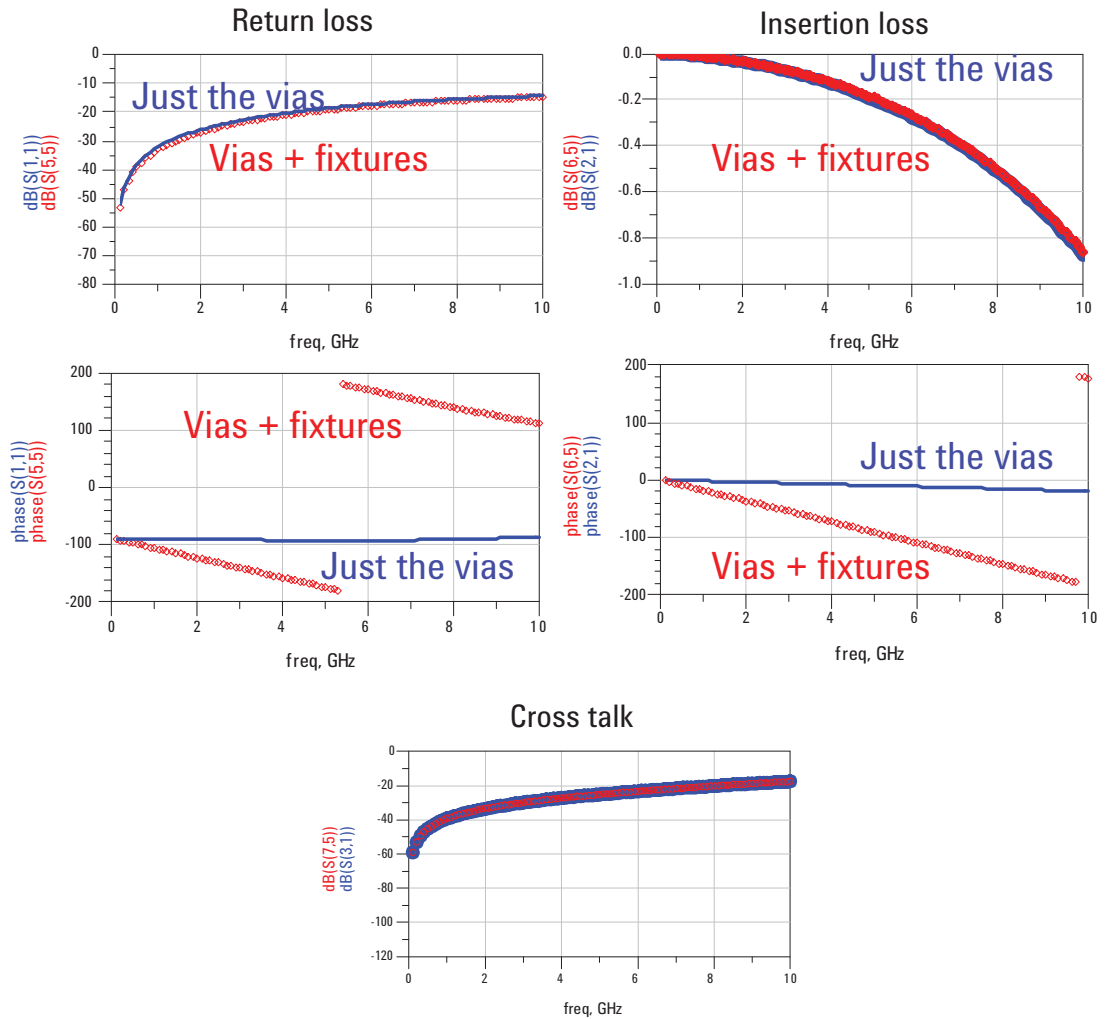 Return loss
0
-10
-20
-30
-40
-50
-60
-70
-80
dB(S(1,1))
dB(S(5,5))
Just the vias
Vias + fixtures
0 2 4 6 8 10
freq, GHz
Insertion loss
0.0
-0.2
-0.4
-0.6
-0.8
-1.0
dB(S(6,5))
dB(S(2,1))
Just the vias
Vias + fixtures
0 2 4 6 8 10
freq, GHz
200
100
0
-100
-200
phase(S(1,1))
phase(S(5,5))
Vias + fixtures
Just the vias
0 2 4 6 8 10
freq, GHz
200
100
0
-100
-200
phase(S(6,5))
phase(S(2,1))
Just the vias
Vias + fixtures
0 2 4 6 8 10
freq, GHz
Cross talk
0
-20
-40
-60
-80
-100
-120
dB(S(7,5))
dB(S(3,1))
0 2 4 6 8 10
freq, GHz